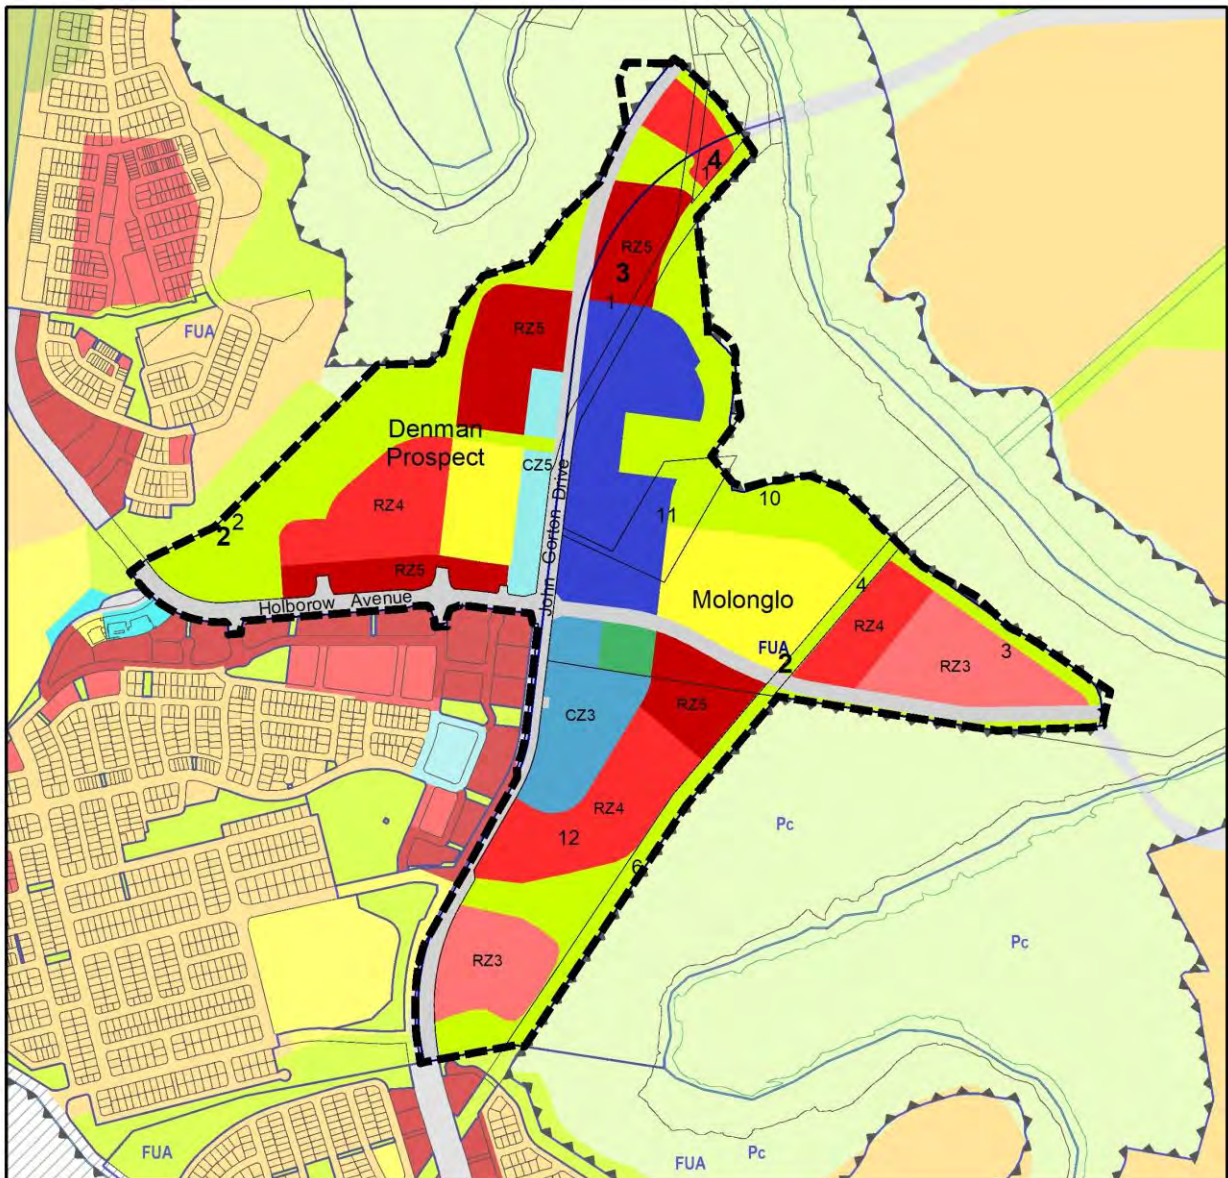 4
1
RZ5
3
1
FUA
RZ5
Denman
Prospect
CZ5
John Gorton Drive
10
RZ4
11
2
2
RZ5
4
Holborow Avenue
Molonglo
RZ4
FUA
2
3
RZ3
RZ5
CZ3
RZ4
Pc
12
6
Pc
RZ3
FUA
FUA
Pc